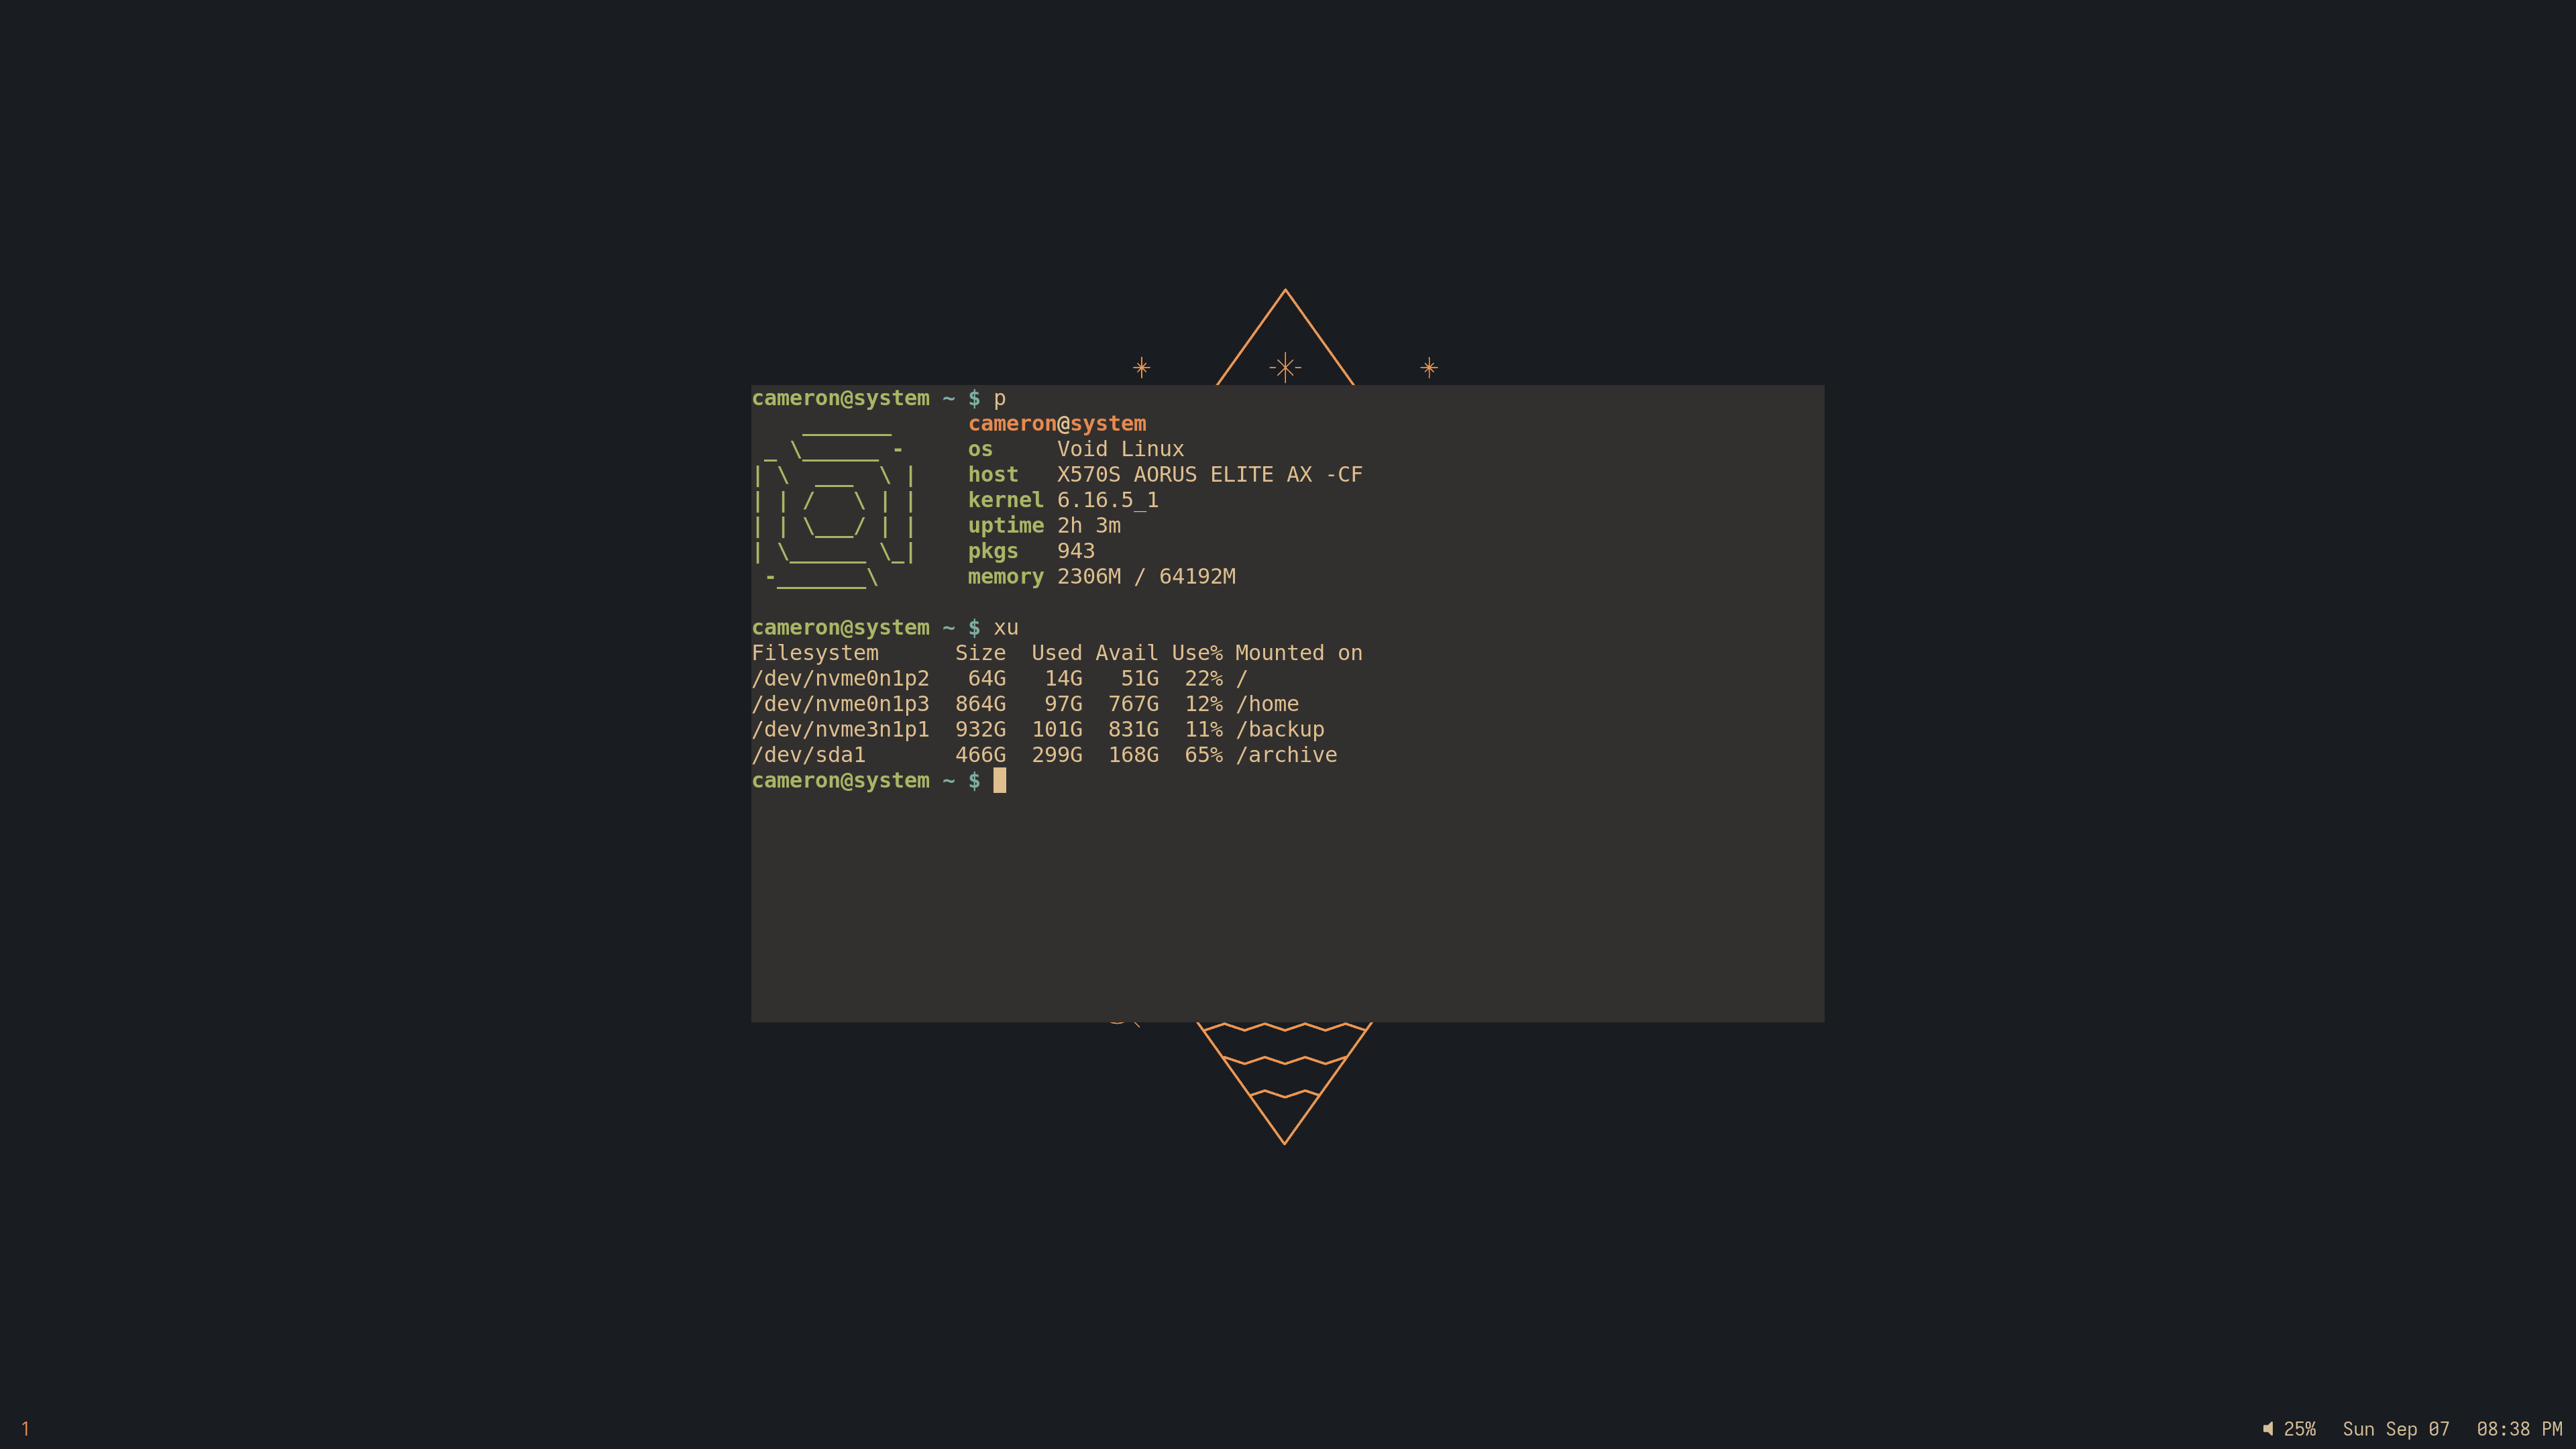 cameron@system ~ $ p
cameron@system
os Void Linux
host X570S AORUS ELITE AX -CF
kernel 6.16.5_1
uptime 2h 3m
pkgs 943
memory 2306M / 64192M
cameron@system ~ $ xu
Filesystem Size Used Avail Use% Mounted on
/dev/nvme0n1p2 64G 14G 51G 22% /
/dev/nvme0n1p3 864G 97G 767G 12% /home
/dev/nvme3n1p1 932G 101G 831G 11% /backup
/dev/sda1 466G 299G 168G 65% /archive
cameron@system ~ $
1 25% Sun Sep 07 08:38 PM